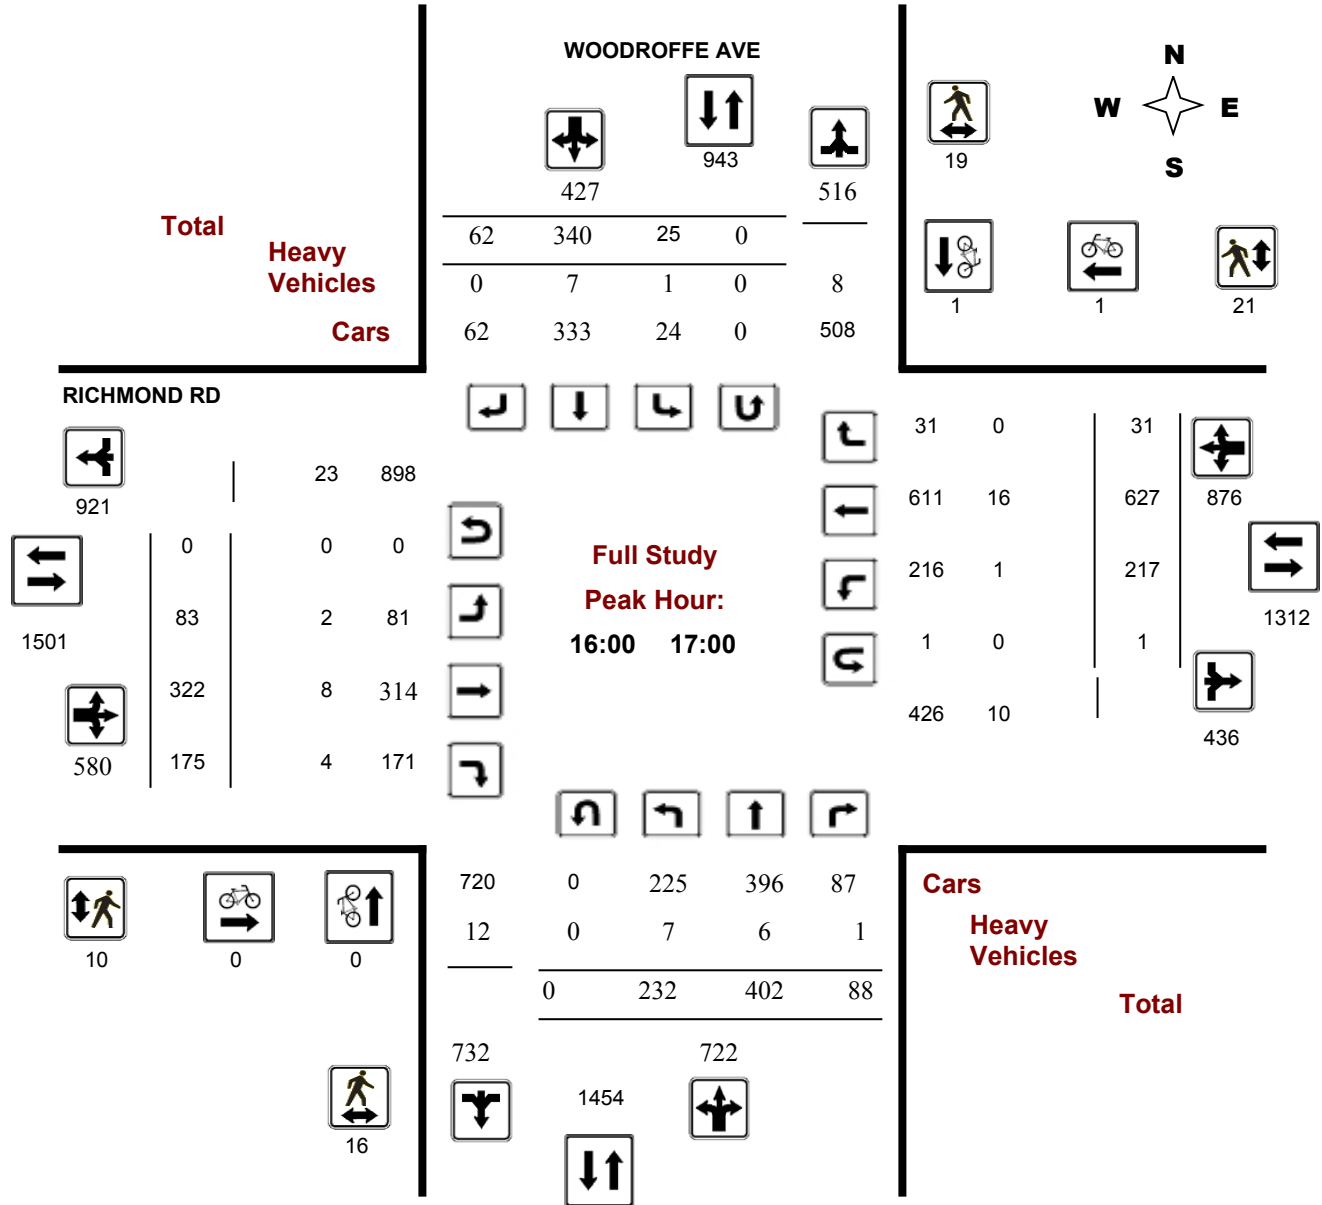 WOODROFFE AVE
N
W E
S
943
19
427 516
Total
62 340 25 0
Heavy
Vehicles
0 7 1 0 8
1 1 21
Cars
62 333 24 0 508
RICHMOND RD
31 0 31
23 898
921
611 16 627 876
0 0 0
Full Study
216 1 217
Peak Hour:
83 2 81
1312
1501
16:00 17:00
1 0 1
322 8 314
426 10
436
580 175 4 171
720 0 225 396 87
Cars
12 0 7 6 1
Heavy
Vehicles
10 0 0
0 232 402 88
Total
732 722
1454
16